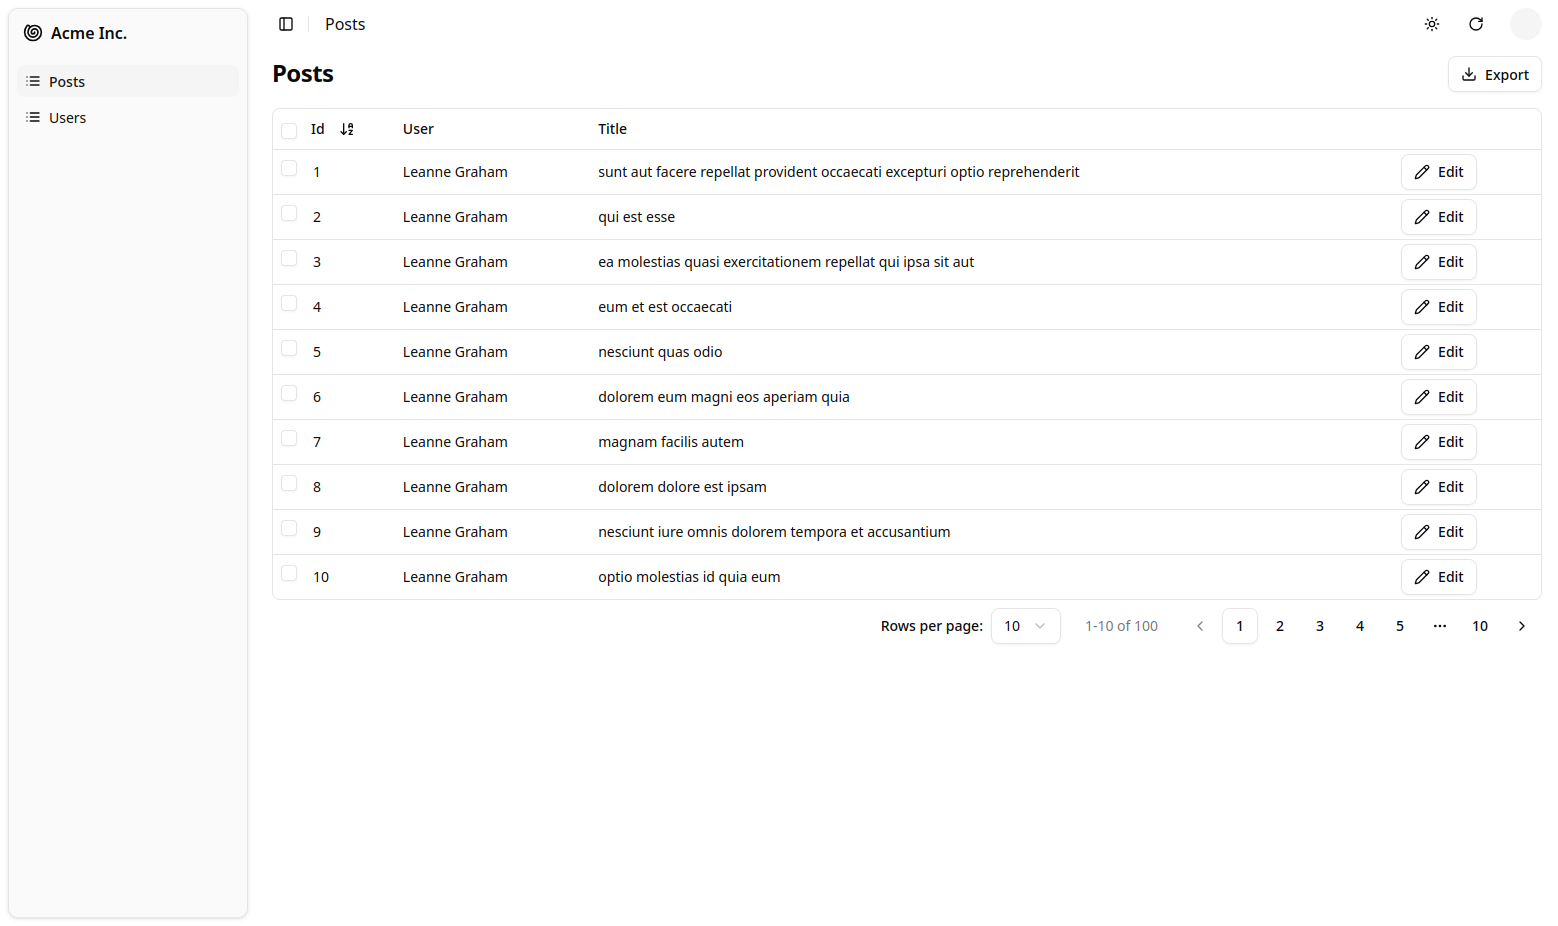 Acme Inc.
Posts
Users
Posts
Posts
Export
Id User Title
1 Leanne Graham sunt aut facere repellat provident occaecati excepturi optio reprehenderit Edit
2 Leanne Graham qui est esse Edit
3 Leanne Graham ea molestias quasi exercitationem repellat qui ipsa sit aut Edit
4 Leanne Graham eum et est occaecati Edit
5 Leanne Graham nesciunt quas odio Edit
6 Leanne Graham dolorem eum magni eos aperiam quia Edit
7 Leanne Graham magnam facilis autem Edit
8 Leanne Graham dolorem dolore est ipsam Edit
9 Leanne Graham nesciunt iure omnis dolorem tempora et accusantium Edit
10 Leanne Graham optio molestias id quia eum Edit
Rows per page: 10 1-10 of 100 1 2 3 4 5 ••• 10